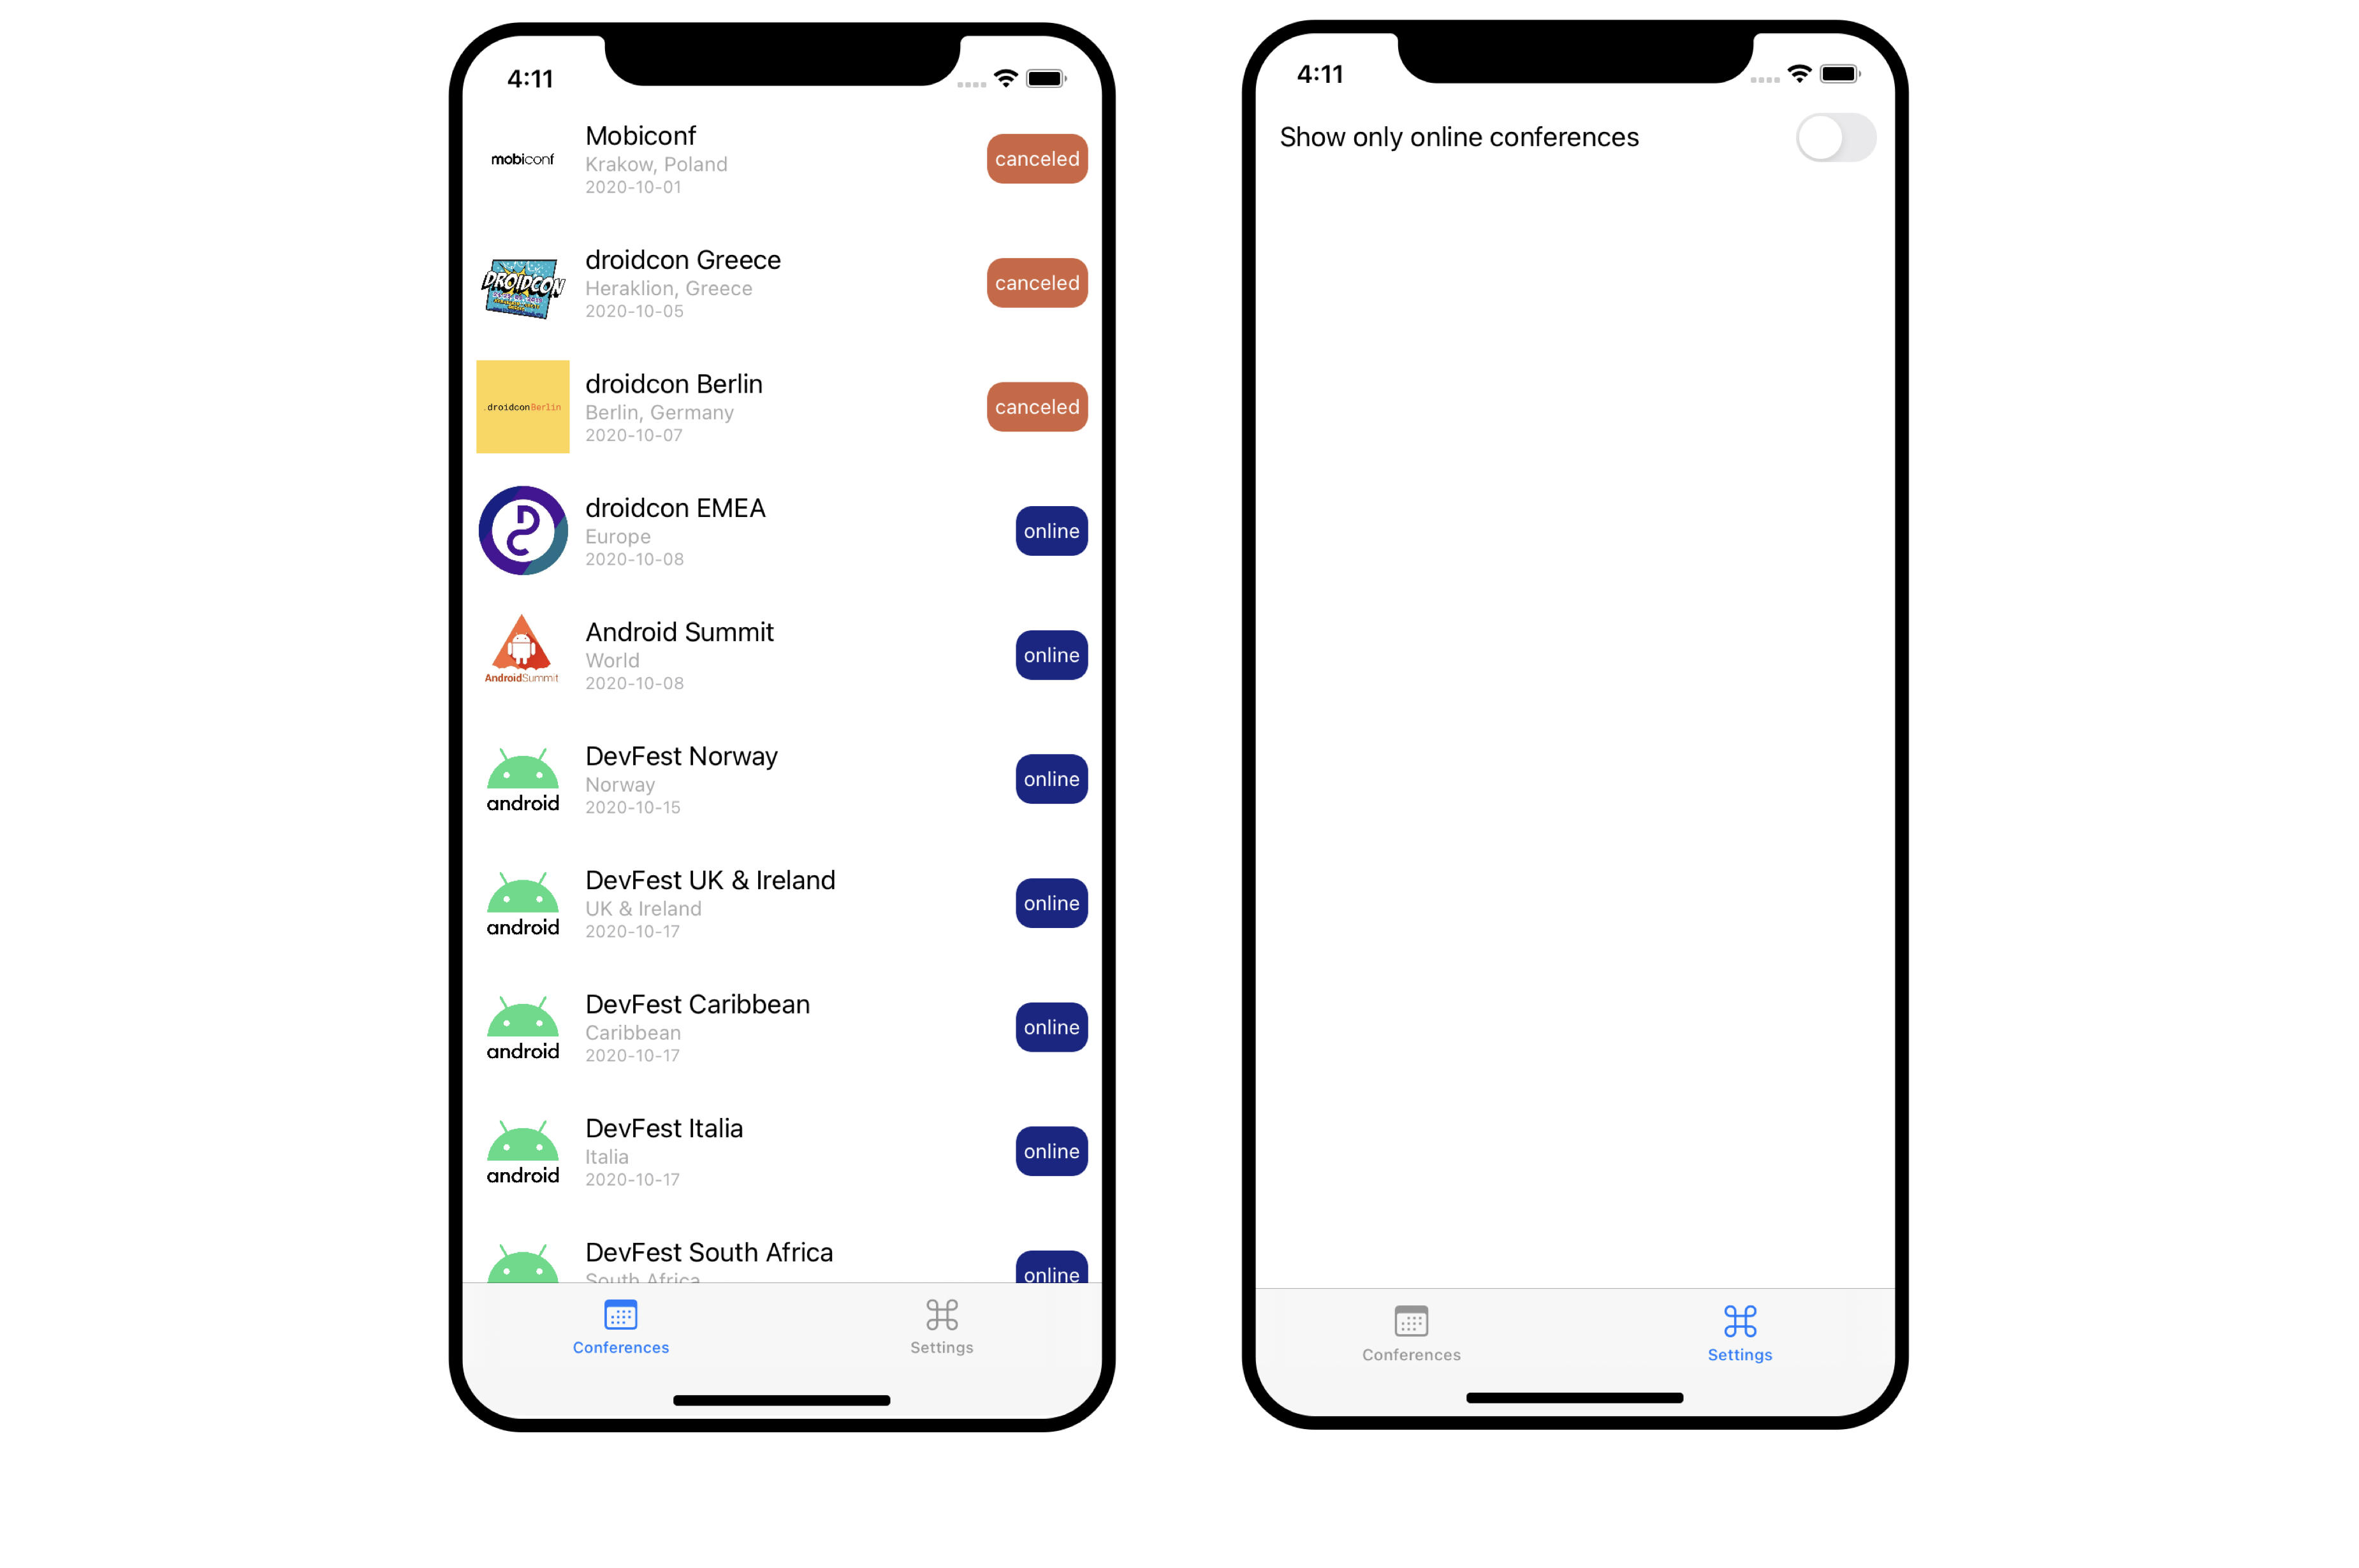 4:11
mobiconf
Mobiconf
Krakow, Poland
2020-10-01
canceled
DROIDCON
droidcon Greece
Heraklion, Greece
2020-10-05
canceled
.droidconBerlin
droidcon Berlin
Berlin, Germany
2020-10-07
canceled
droidcon EMEA
Europe
2020-10-08
online
AndroidSummit
Android Summit
World
2020-10-08
online
android
DevFest Norway
Norway
2020-10-15
online
android
DevFest UK & Ireland
UK & Ireland
2020-10-17
online
android
DevFest Caribbean
Caribbean
2020-10-17
online
android
DevFest Italia
Italia
2020-10-17
online
DevFest South Africa
South Africa
online
Conferences
Settings
4:11
Show only online conferences
Conferences
Settings